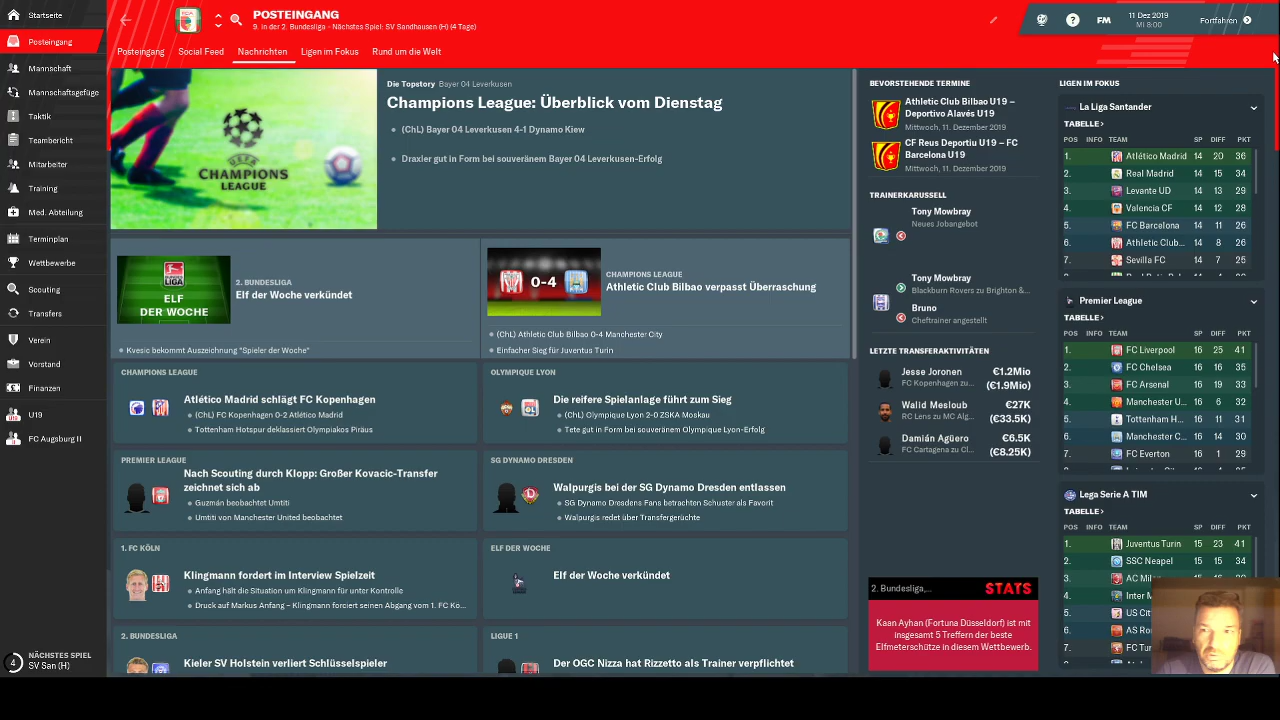 Startseite
Posteingang
Mannschaft
Mannschaftsgefüge
Taktik
Teambericht
Mitarbeiter
Training
Med. Abteilung
Terminplan
Wettbewerbe
Scouting
Transfers
Verein
Vorstand
Finanzen
U19
FC Augsburg II
NÄCHSTES SPIEL
4
SV San (H)
POSTEINGANG
9. in der 2. Bundesliga - Nächstes Spiel: SV Sandhausen (H) (4 Tage)
FM
11 Dez 2019
MI 8:00
Fortfahren
Posteingang
Social Feed
Nachrichten
Ligen im Fokus
Rund um die Welt
UEFA
CHAMPIONS
LEAGUE
Die Topstory Bayer 04 Leverkusen
Champions League: Überblick vom Dienstag
(ChL) Bayer 04 Leverkusen 4-1 Dynamo Kiew
Draxler gut in Form bei souveränem Bayer 04 Leverkusen-Erfolg
LIGA
ELF
DER WOCHE
2. BUNDESLIGA
Elf der Woche verkündet
Kvesic bekommt Auszeichnung "Spieler der Woche"
0-4
CHAMPIONS LEAGUE
Athletic Club Bilbao verpasst Überraschung
(ChL) Athletic Club Bilbao 0-4 Manchester City
Einfacher Sieg für Juventus Turin
CHAMPIONS LEAGUE
Atlético Madrid schlägt FC Kopenhagen
(ChL) FC Kopenhagen 0-2 Atlético Madrid
Tottenham Hotspur deklassiert Olympiakos Piräus
OLYMPIQUE LYON
Die reifere Spielanlage führt zum Sieg
(ChL) Olympique Lyon 2-0 ZSKA Moskau
Tete gut in Form bei souveränem Olympique Lyon-Erfolg
PREMIER LEAGUE
Nach Scouting durch Klopp: Großer Kovacic-Transfer
zeichnet sich ab
Guzmán beobachtet Umtiti
Umtiti von Manchester United beobachtet
SG DYNAMO DRESDEN
Walpurgis bei der SG Dynamo Dresden entlassen
SG Dynamo Dresdens Fans betrachten Schuster als Favorit
Walpurgis redet über Transfergerüchte
1. FC KÖLN
Klingmann fordert im Interview Spielzeit
Anfang hält die Situation um Klingmann für unter Kontrolle
Druck auf Markus Anfang – Klingmann forciert seinen Abgang vom 1. FC Kö...
ELF DER WOCHE
Elf der Woche verkündet
2. BUNDESLIGA
Kieler SV Holstein verliert Schlüsselspieler
LIGUE 1
Der OGC Nizza hat Rizzetto als Trainer verpflichtet
BEVORSTEHENDE TERMINE
Athletic Club Bilbao U19 –
Deportivo Alavés U19
Mittwoch, 11. Dezember 2019
CF Reus Deportiu U19 – FC
Barcelona U19
Mittwoch, 11. Dezember 2019
TRAINERKARUSSELL
Tony Mowbray
Neues Jobangebot
Tony Mowbray
Blackburn Rovers zu Brighton &...
Bruno
Cheftrainer angestellt
LETZTE TRANSFERAKTIVITÄTEN
Jesse Joronen €1.2Mio
FC Kopenhagen zu... (€1.9Mio)
Walid Mesloub €27K
RC Lens zu MC Alg... (€33.5K)
Damián Agüero €6.5K
FC Cartagena zu Cl... (€8.25K)
2. Bundesliga,... STATS
Kaan Ayhan (Fortuna Düsseldorf) ist mit
insgesamt 5 Treffern der beste
Elfmeterschütze in diesem Wettbewerb.
LIGEN IM FOKUS
La Liga Santander
TABELLE
POS INFO TEAM SP DIFF PKT
1. Atlético Madrid 14 20 36
2. Real Madrid 14 15 34
3. Levante UD 14 13 29
4. Valencia CF 14 12 28
5. FC Barcelona 14 11 26
6. Athletic Club... 14 8 26
7. Sevilla FC 14 7 25
Premier League
TABELLE
POS INFO TEAM SP DIFF PKT
1. FC Liverpool 16 25 41
2. FC Chelsea 16 16 35
3. FC Arsenal 16 19 33
4. Manchester U... 16 6 32
5. Tottenham H... 16 11 31
6. Manchester C... 16 14 30
7. FC Everton 16 1 29
Lega Serie A TIM
TABELLE
POS INFO TEAM SP DIFF PKT
1. Juventus Turin 15 23 41
2. SSC Neapel 15 15
3. AC Mil
4. Inter M
5. US Cit
6. AS Ro
7. FC Tur